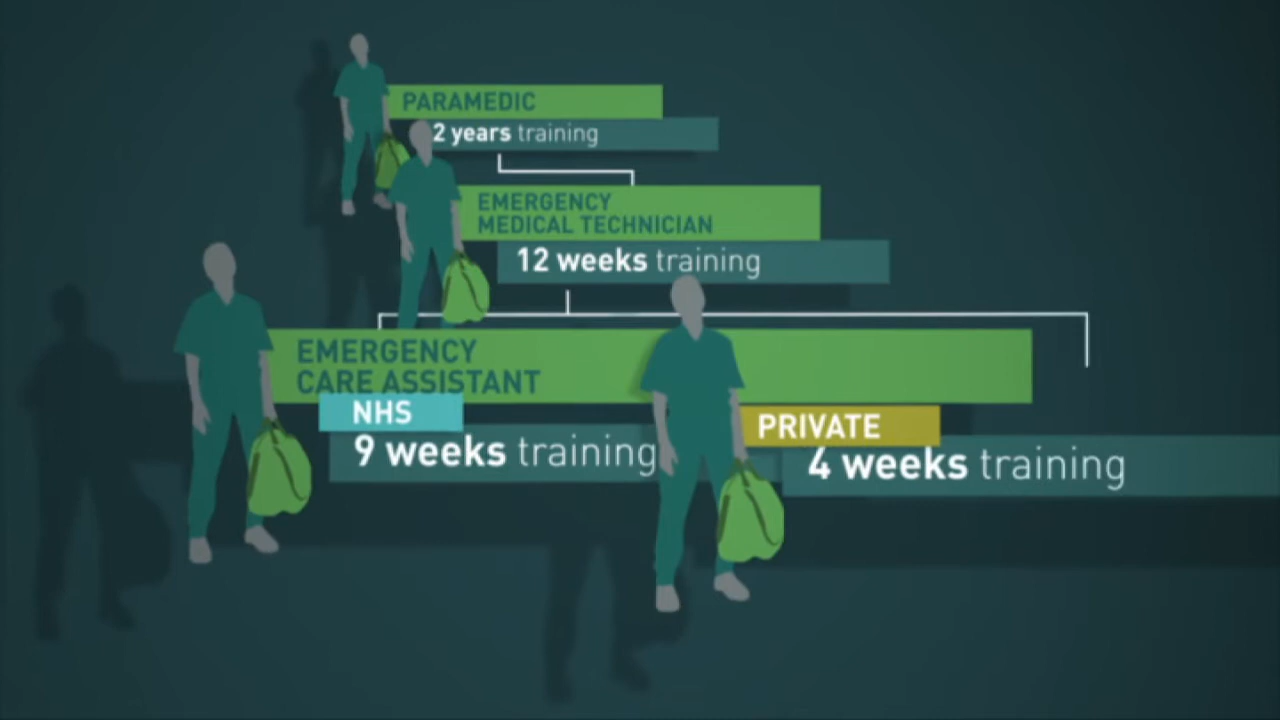 PARAMEDIC
2 years training
EMERGENCY
MEDICAL TECHNICIAN
12 weeks training
EMERGENCY
CARE ASSISTANT
NHS
9 weeks training
PRIVATE
4 weeks training